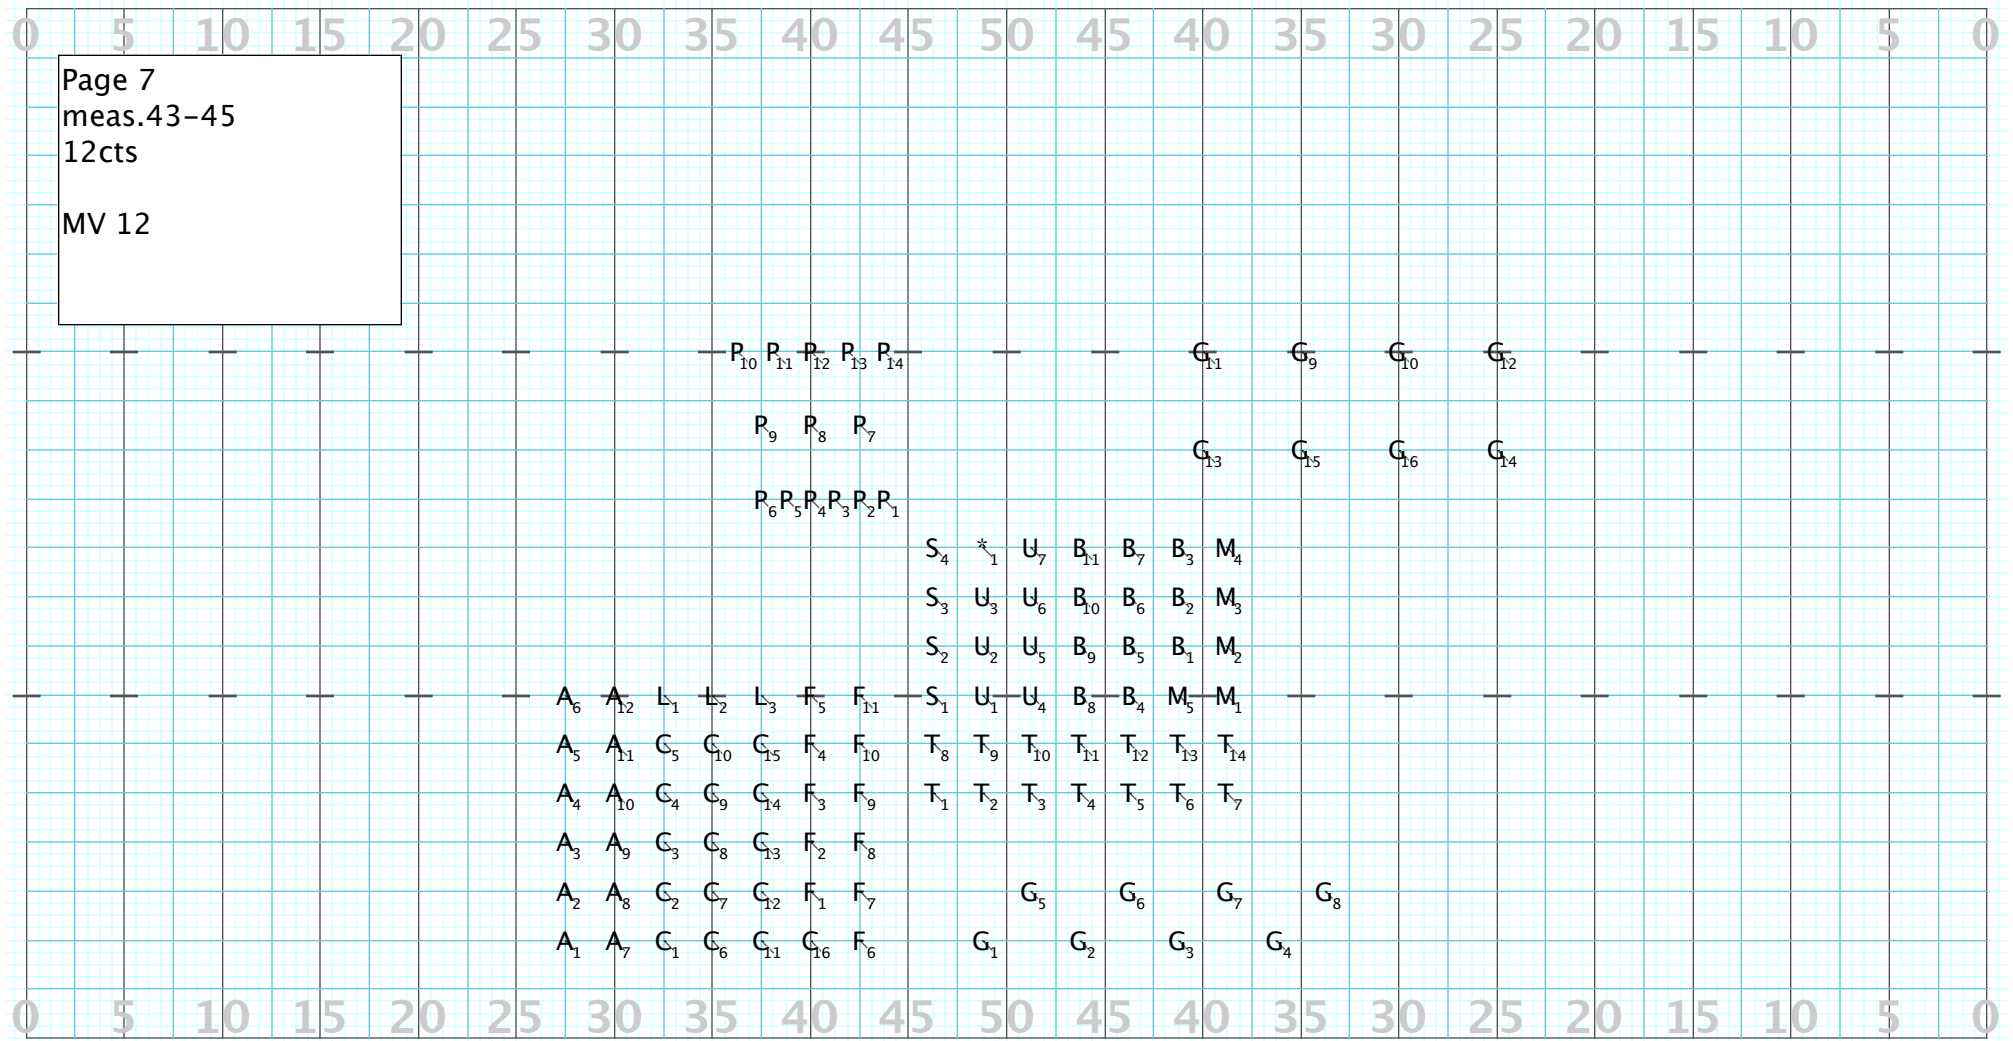 0 5 10 15 20 25 30 35 40 45 50 45 40 35 30 25 20 15 10 5 0
Page 7
meas.43-45
12cts
MV 12
P10 P11 P12 P13 P14 G11 G9 G10 G12
P9 P8 P7
G13 G15 G16 G14
P6 P5 P4 P3 P2 P1
S4 *1 U7 B11 B7 B3 M4
S3 U3 U6 B10 B6 B2 M3
S2 U2 U5 B9 B5 B1 M2
A6 A12 L1 L2 L3 F5 F11 S1 U1 U4 B8 B4 M5 M1
A5 A11 C5 C10 C15 F4 F10 T8 T9 T10 T11 T12 T13 T14
A4 A10 C4 C9 C14 F3 F9 T1 T2 T3 T4 T5 T6 T7
A3 A9 C3 C8 C13 F2 F8
A2 A8 C2 C7 C12 F1 F7 G5 G6 G7 G8
A1 A7 C1 C6 C11 C16 F6 G1 G2 G3 G4
0 5 10 15 20 25 30 35 40 45 50 45 40 35 30 25 20 15 10 5 0